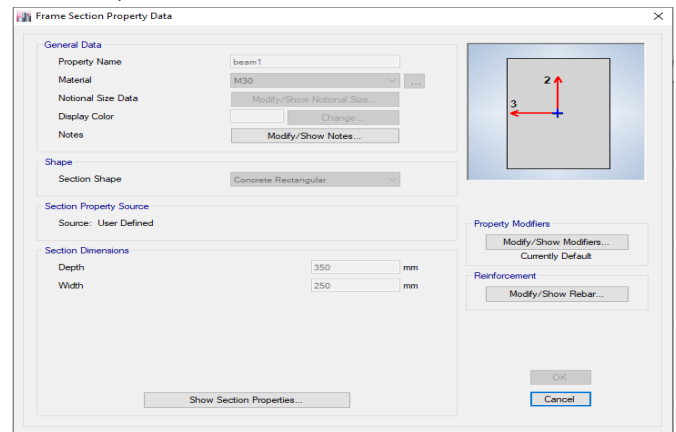 Frame Section Property Data
General Data
Property Name beam1
Material M30 ...
Notional Size Data Modify/Show Notional Size...
Display Color Change...
Notes Modify/Show Notes...
Shape
Section Shape Concrete Rectangular
Section Property Source
Source: User Defined
Section Dimensions
Depth 350 mm
Width 250 mm
Show Section Properties...
2
3
Property Modifiers
Modify/Show Modifiers...
Currently Default
Reinforcement
Modify/Show Rebar...
OK
Cancel